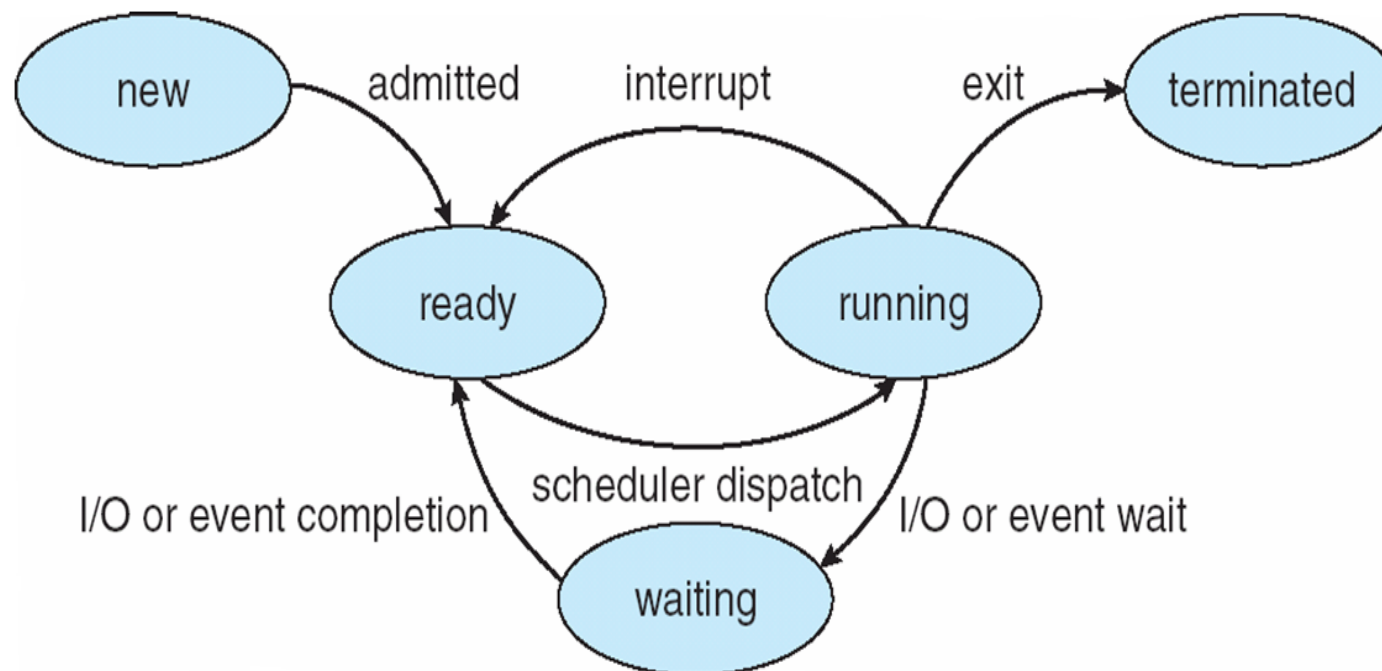 new
admitted
interrupt
exit
terminated
ready
running
scheduler dispatch
I/O or event completion
I/O or event wait
waiting